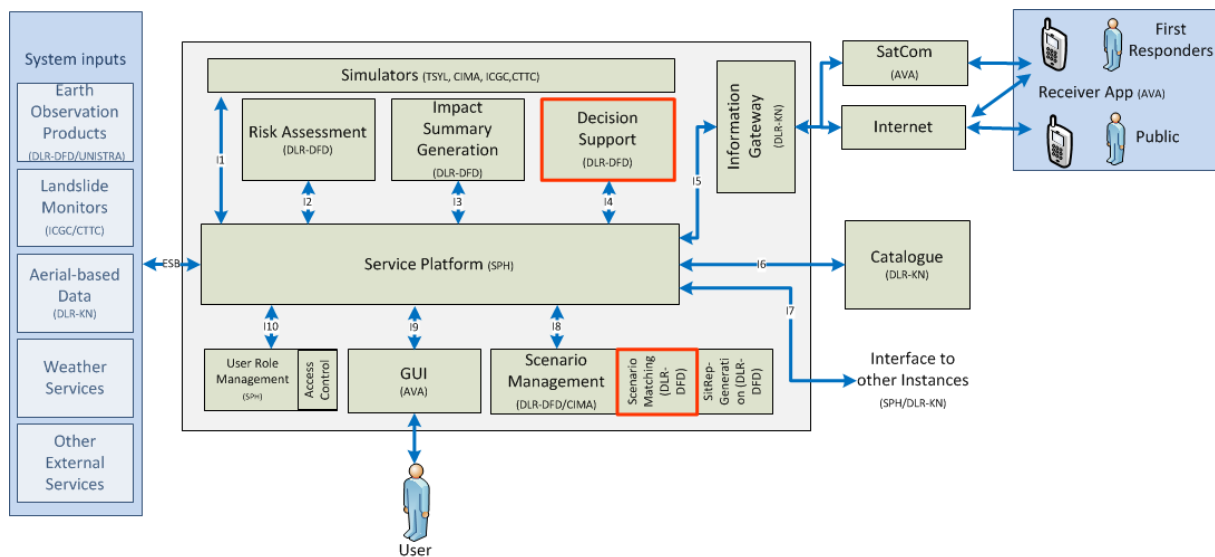 System inputs
Earth
Observation
Products
(DLR-DFD/UNISTRA)
Landslide
Monitors
(ICGC/CTTC)
Aerial-based
Data
(DLR-KN)
Weather
Services
Other
External
Services
ESB
Simulators (TSYL, CIMA, ICGC,CTTC)
I1
Risk Assessment
(DLR-DFD)
I2
Impact
Summary
Generation
(DLR-DFD)
I3
Decision
Support
(DLR-DFD)
I4
Information
Gateway
(DLR-KN)
I5
Service Platform (SPH)
I6
I7
I10
I9
I8
User Role
Management
(SPH)
Access
Control
GUI
(AVA)
Scenario
Management
(DLR-DFD/CIMA)
Scenario
Matching
(DLR-
DFD)
SitRep-
Generati
on (DLR-
DFD)
User
SatCom
(AVA)
Internet
First
Responders
Receiver App (AVA)
Public
Catalogue
(DLR-KN)
Interface to
other Instances
(SPH/DLR-KN)